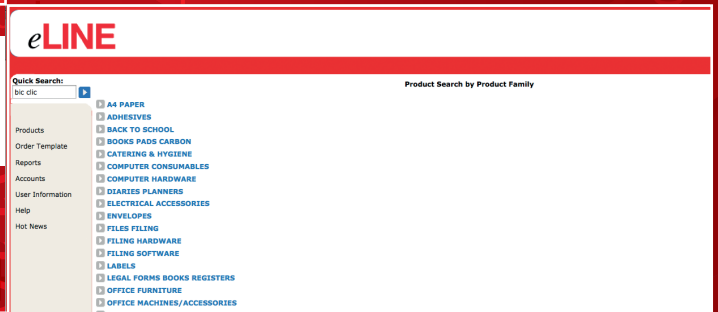 eLINE
Quick Search:
bic clic
Product Search by Product Family
Products
Order Template
Reports
Accounts
User Information
Help
Hot News
A4 PAPER
ADHESIVES
BACK TO SCHOOL
BOOKS PADS CARBON
CATERING & HYGIENE
COMPUTER CONSUMABLES
COMPUTER HARDWARE
DIARIES PLANNERS
ELECTRICAL ACCESSORIES
ENVELOPES
FILES FILING
FILING HARDWARE
FILING SOFTWARE
LABELS
LEGAL FORMS BOOKS REGISTERS
OFFICE FURNITURE
OFFICE MACHINES/ACCESSORIES